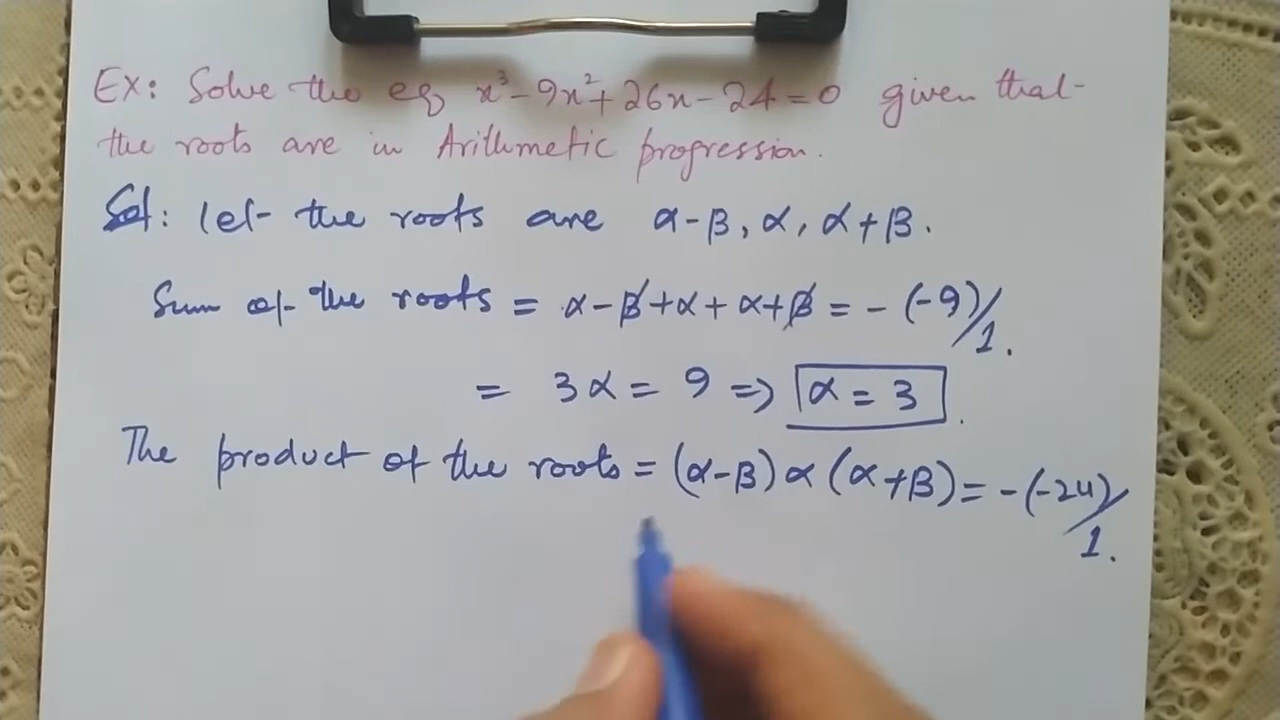 Ex: Solve the eq x³-9x²+26x-24=0 given that
the roots are in Arithmetic progression.
Sol: let the roots are α-β, α, α+β.
Sum of the roots = α-β+α+α+β = -(-9)/1.
= 3α = 9 => α = 3.
The product of the roots = (α-β)α(α+β) = -(-24)/1.